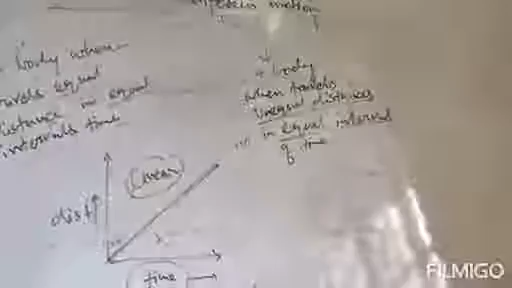 motion
body when
travels equal
distance in equal
intervals time
A body
when travels
unequal distances
in equal interval
of time
linear
dist
time
FILMIGO